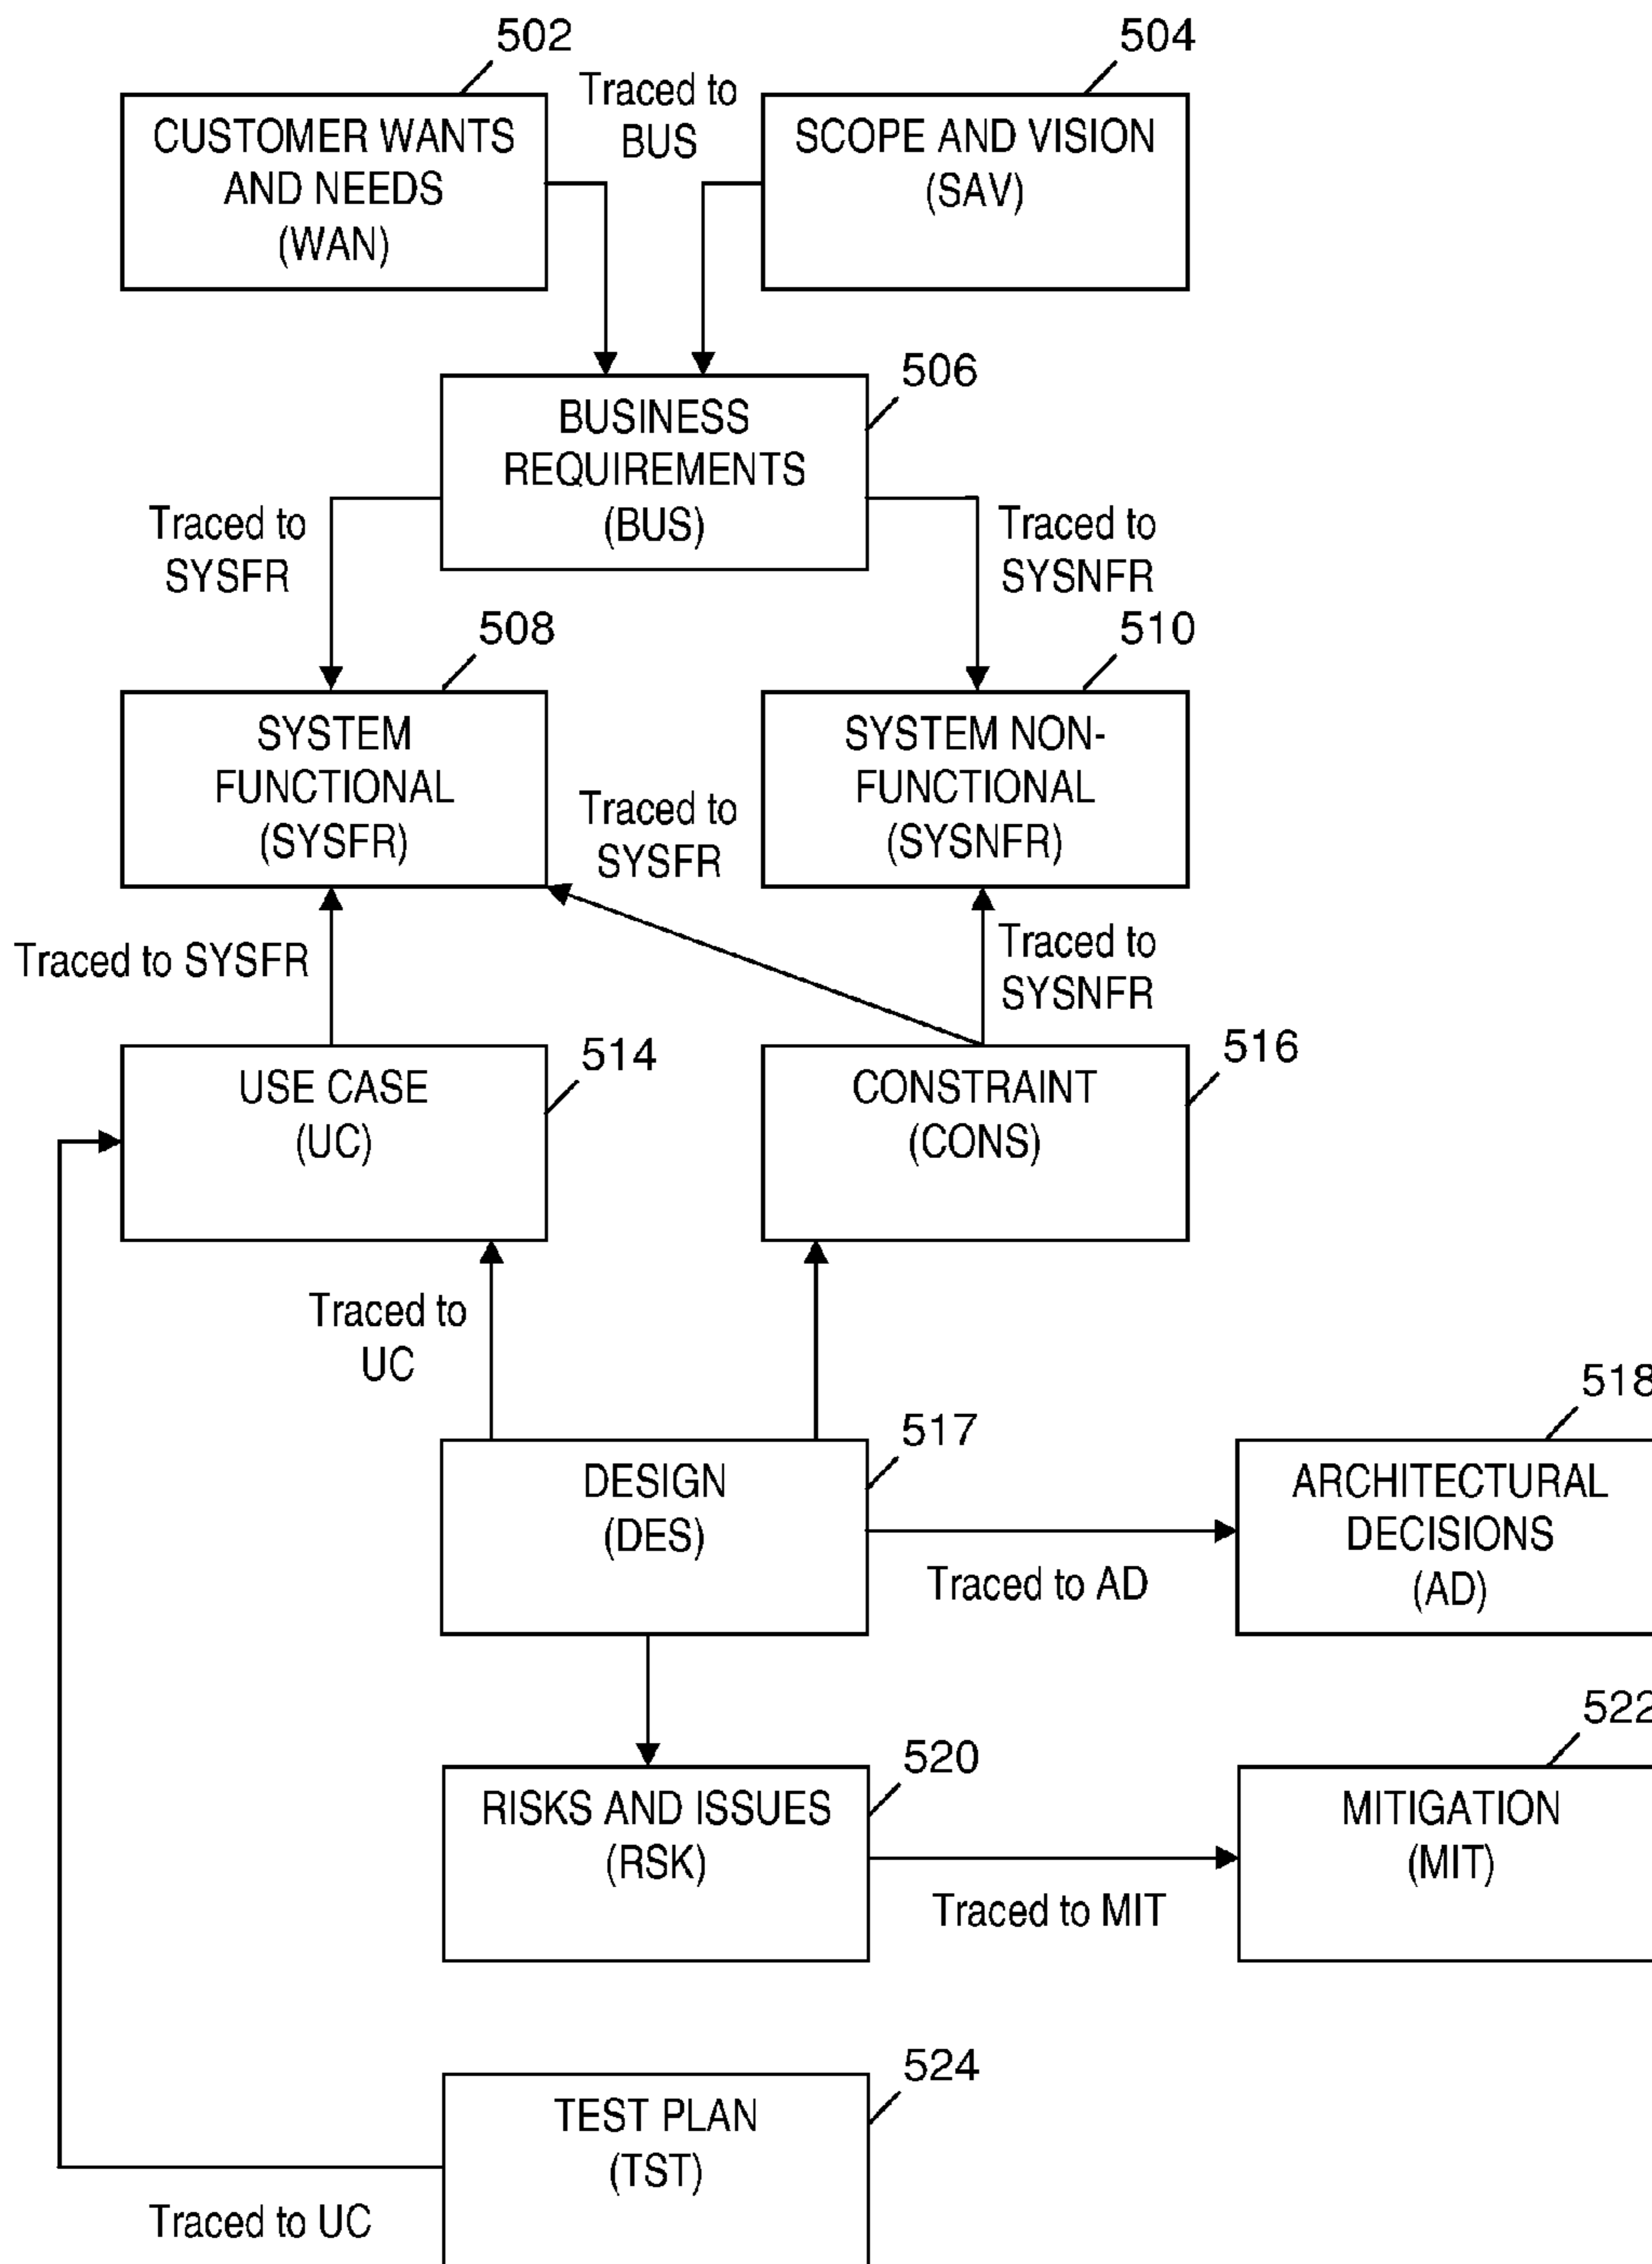 502
504
Traced to
BUS
CUSTOMER WANTS
AND NEEDS
(WAN)
SCOPE AND VISION
(SAV)
506
BUSINESS
REQUIREMENTS
(BUS)
Traced to
SYSFR
Traced to
SYSNFR
508
510
SYSTEM
FUNCTIONAL
(SYSFR)
Traced to
SYSFR
SYSTEM NON-
FUNCTIONAL
(SYSNFR)
Traced to SYSFR
Traced to
SYSNFR
514
516
USE CASE
(UC)
CONSTRAINT
(CONS)
Traced to
UC
517
518
DESIGN
(DES)
Traced to AD
ARCHITECTURAL
DECISIONS
(AD)
520
522
RISKS AND ISSUES
(RSK)
Traced to MIT
MITIGATION
(MIT)
524
TEST PLAN
(TST)
Traced to UC